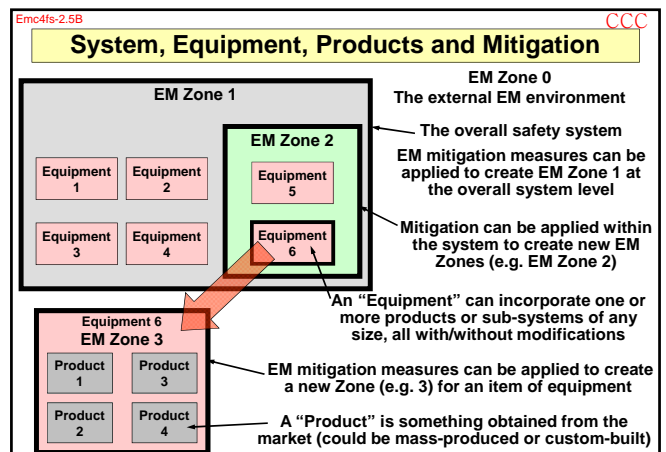 Emc4fs-2.5B
CCC
System, Equipment, Products and Mitigation
EM Zone 0
The external EM environment
EM Zone 1
The overall safety system
EM Zone 2
EM mitigation measures can be
applied to create EM Zone 1 at
the overall system level
Equipment
1
Equipment
2
Equipment
5
Equipment
3
Equipment
4
Equipment
6
Mitigation can be applied within
the system to create new EM
Zones (e.g. EM Zone 2)
An “Equipment” can incorporate one or
more products or sub-systems of any
size, all with/without modifications
Equipment 6
EM Zone 3
Product
1
Product
3
Product
2
Product
4
EM mitigation measures can be applied to create
a new Zone (e.g. 3) for an item of equipment
A “Product” is something obtained from the
market (could be mass-produced or custom-built)